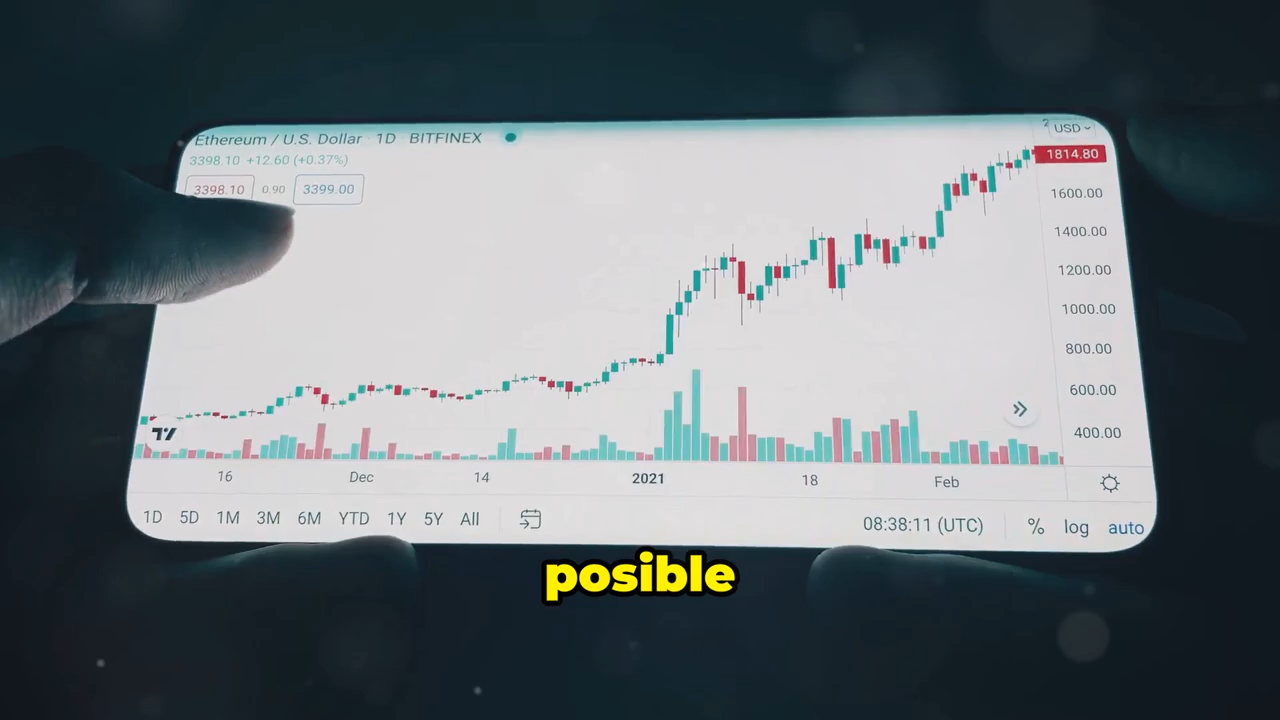 Ethereum / U.S. Dollar · 1D · BITFINEX
3398.10 +12.60 (+0.37%)
3398.10 0.90 3399.00
USD
1814.80
1600.00
1400.00
1200.00
1000.00
800.00
600.00
400.00
16 Dec 14 2021 18 Feb
1D 5D 1M 3M 6M YTD 1Y 5Y All
08:38:11 (UTC) % log auto
posible